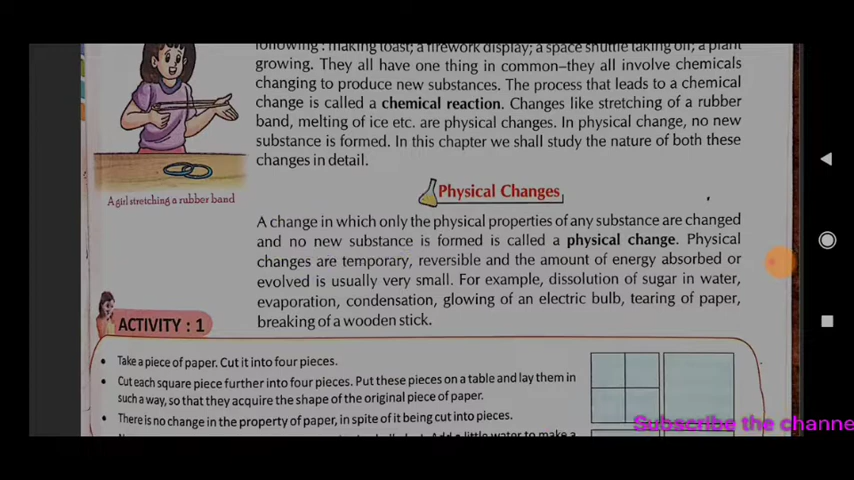 following : making toast; a firework display; a space shuttle taking off; a plant
growing. They all have one thing in common–they all involve chemicals
changing to produce new substances. The process that leads to a chemical
change is called a chemical reaction. Changes like stretching of a rubber
band, melting of ice etc. are physical changes. In physical change, no new
substance is formed. In this chapter we shall study the nature of both these
changes in detail.
A girl stretching a rubber band
Physical Changes
A change in which only the physical properties of any substance are changed
and no new substance is formed is called a physical change. Physical
changes are temporary, reversible and the amount of energy absorbed or
evolved is usually very small. For example, dissolution of sugar in water,
evaporation, condensation, glowing of an electric bulb, tearing of paper,
breaking of a wooden stick.
ACTIVITY : 1
• Take a piece of paper. Cut it into four pieces.
• Cut each square piece further into four pieces. Put these pieces on a table and lay them in
such a way, so that they acquire the shape of the original piece of paper.
• There is no change in the property of paper, in spite of it being cut into pieces.
Add a little water to make a
Subscribe the channe